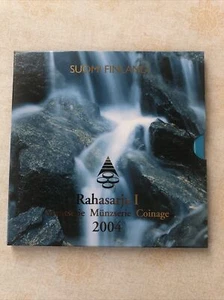 SUOMI FINLAND
Rahasarja I
Münzserie Coinage
2004